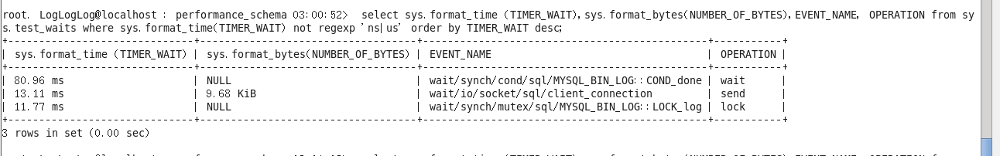 root. LogLogLog@localhost : performance_schema 03:00:52> select sys.format_time (TIMER_WAIT),sys.format_bytes(NUMBER_OF_BYTES),EVENT_NAME, OPERATION from sy
s.test_waits where sys.format_time(TIMER_WAIT) not regexp 'ns|us' order by TIMER_WAIT desc;
+-----------------------------+----------------------------------+---------------------------------------------+-----------+
| sys.format_time (TIMER_WAIT) | sys.format_bytes(NUMBER_OF_BYTES) | EVENT_NAME | OPERATION |
+-----------------------------+----------------------------------+---------------------------------------------+-----------+
| 80.96 ms | NULL | wait/synch/cond/sql/MYSQL_BIN_LOG::COND_done | wait |
| 13.11 ms | 9.68 KiB | wait/io/socket/sql/client_connection | send |
| 11.77 ms | NULL | wait/synch/mutex/sql/MYSQL_BIN_LOG::LOCK_log | lock |
+-----------------------------+----------------------------------+---------------------------------------------+-----------+
3 rows in set (0.00 sec)